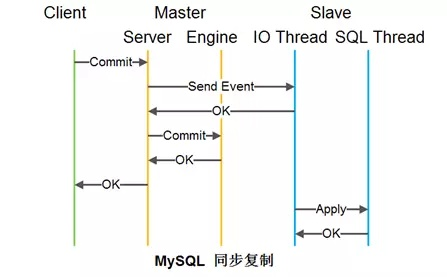 Client Master Slave
Server Engine IO Thread SQL Thread
Commit
Send Event
OK
Commit
OK
OK
Apply
OK
MySQL 同步复制